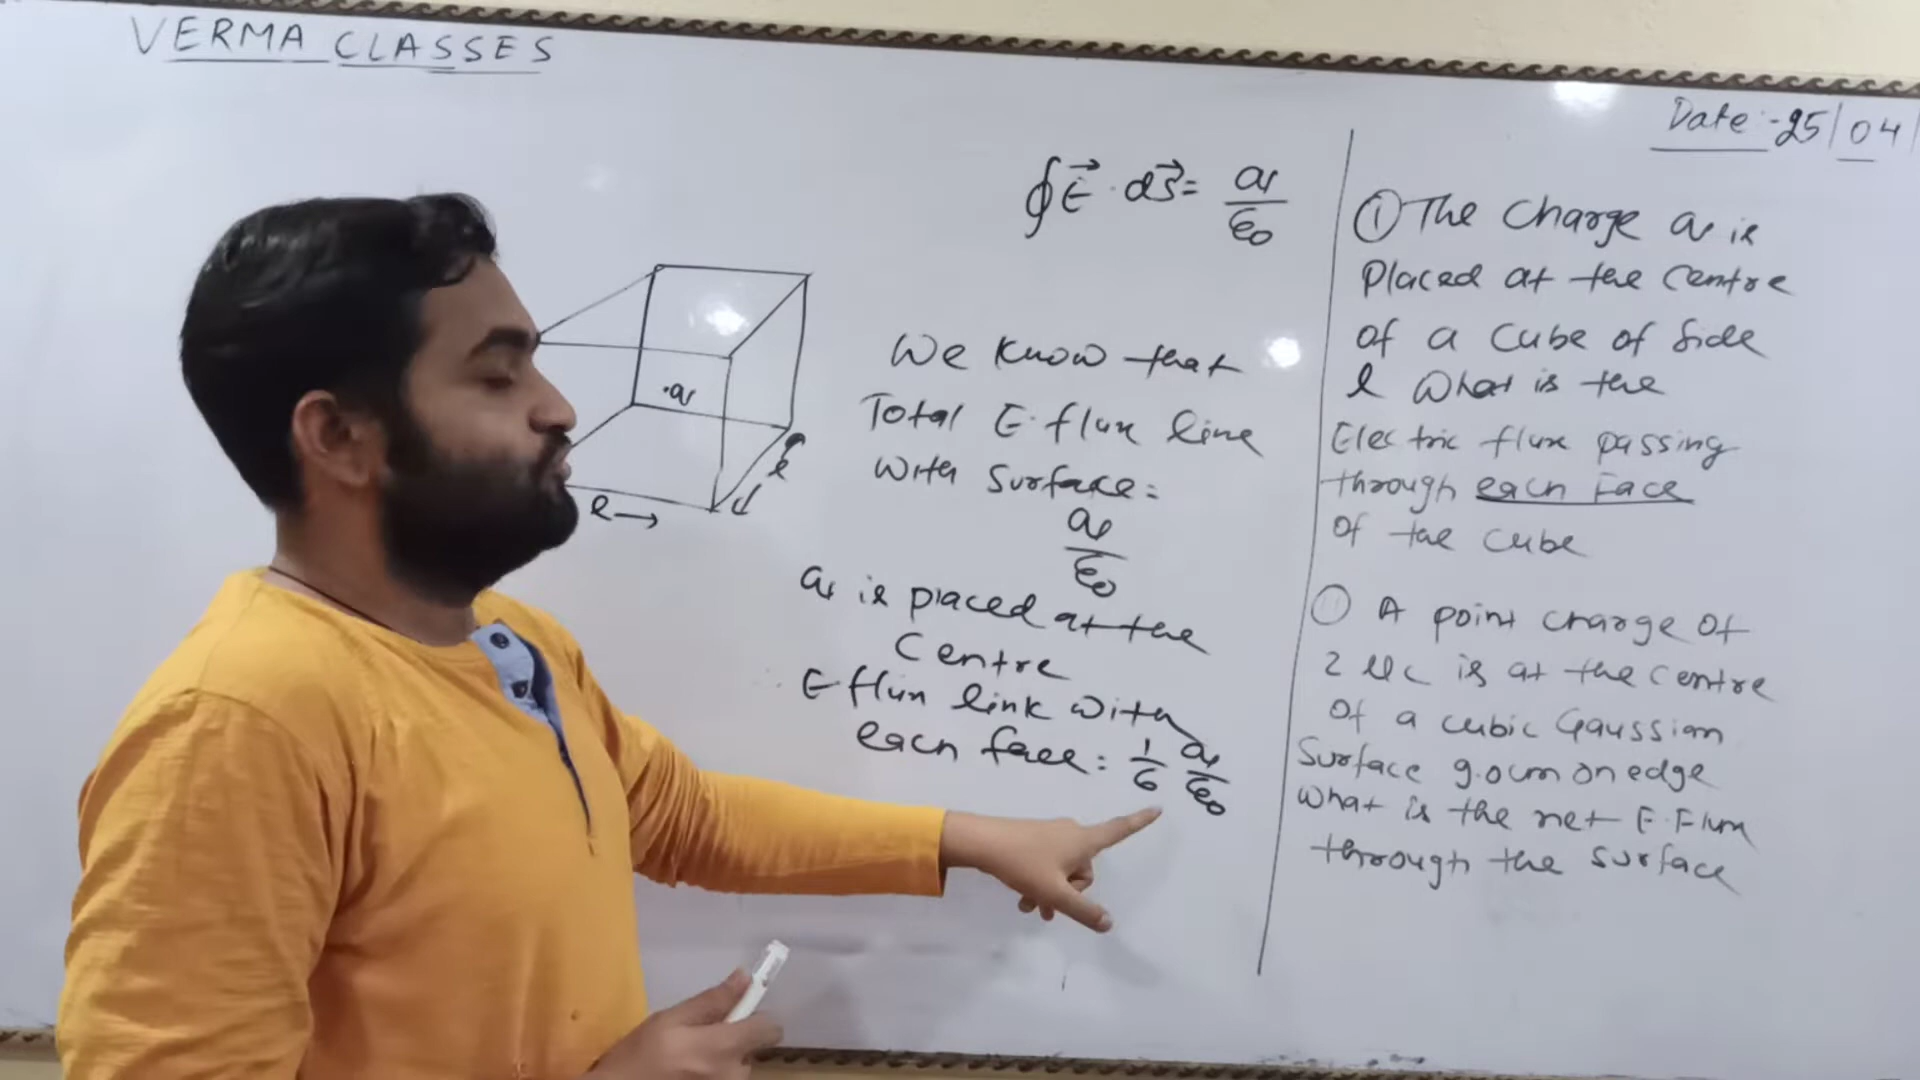 VERMA CLASSES
Date :- 25/04/
∮E⃗ · dS⃗ = q/ε₀
We Know that
Total E. flux line
with Surface =
q/ε₀
q is placed at the
Centre
E flux link with
each face = 1/6 q/ε₀
·q
l
l →
① The Charge q is
Placed at the Centre
of a Cube of Side
l What is the
Electric flux passing
through each Face
of the cube
⑪ A point charge of
2 μc is at the centre
of a cubic Gaussian
Surface 9.0cm on edge
what is the net E. Flux
through the surface